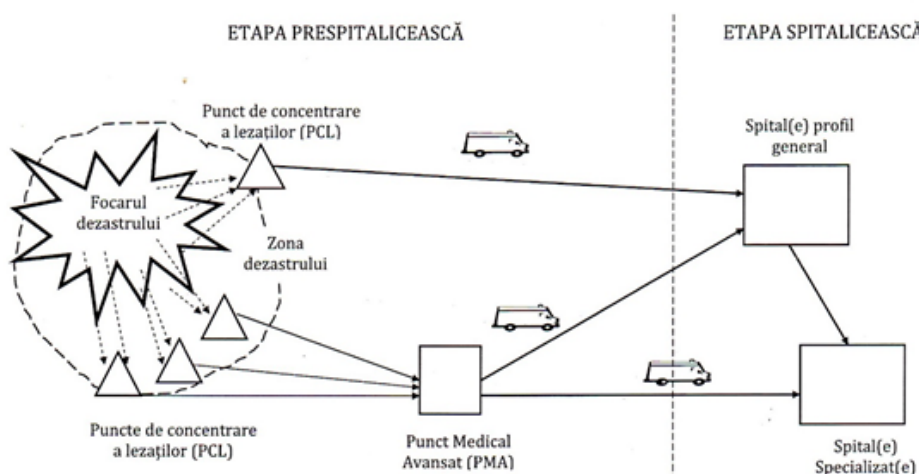 ETAPA PRESPITALICEASCĂ
ETAPA SPITALICEASCĂ
Punct de concentrare
a lezaților (PCL)
Spital(e) profil
general
Focarul
dezastrului
Zona
dezastrului
Puncte de concentrare
a lezaților (PCL)
Punct Medical
Avansat (PMA)
Spital(e)
Specializat(e)